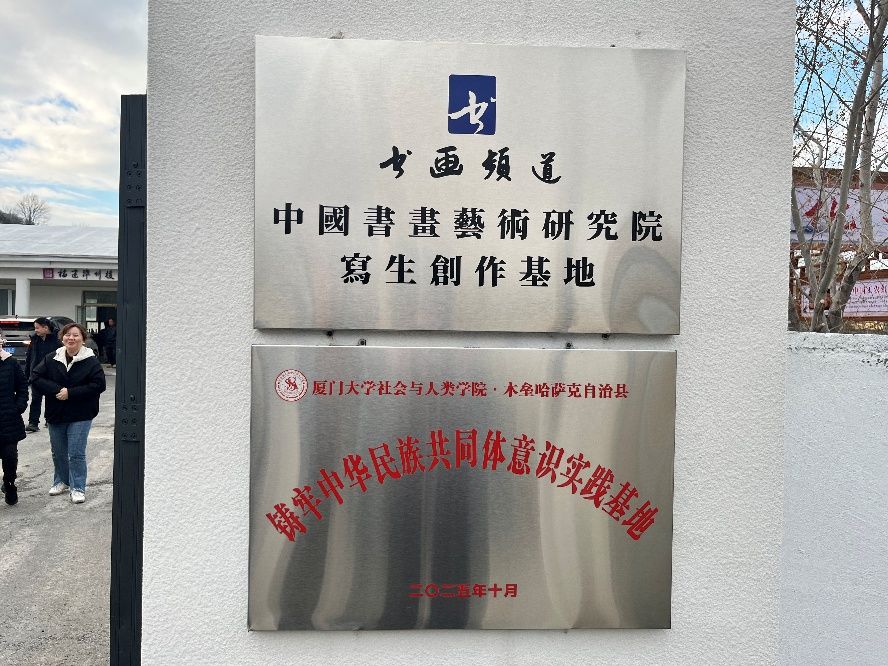 书画频道
中國書畫藝術研究院
寫生創作基地
厦门大学社会与人类学院·木垒哈萨克自治县
铸牢中华民族共同体意识实践基地
二〇二五年十月